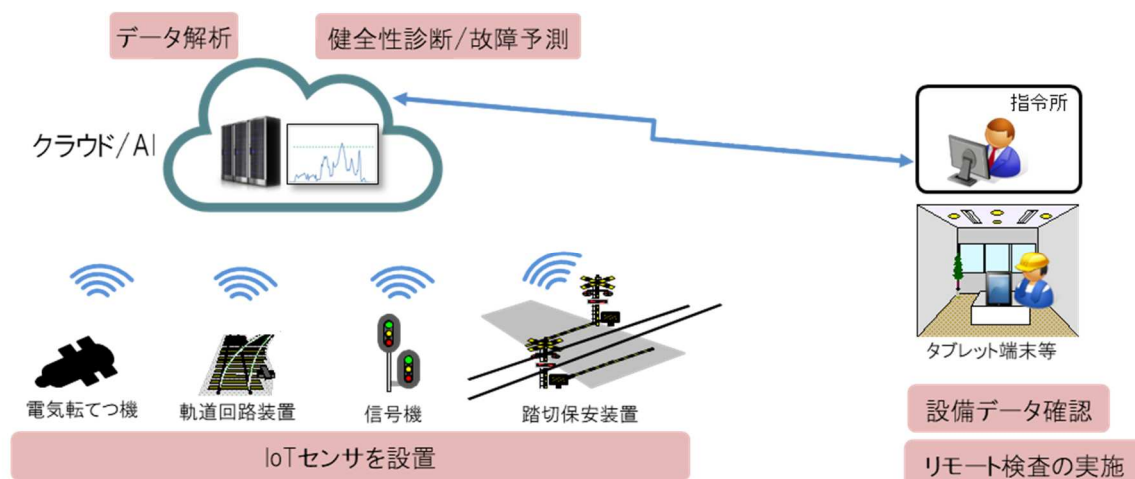 データ解析
健全性診断/故障予測
クラウド/AI
指令所
タブレット端末等
電気転てつ機
軌道回路装置
信号機
踏切保安装置
IoTセンサを設置
設備データ確認
リモート検査の実施